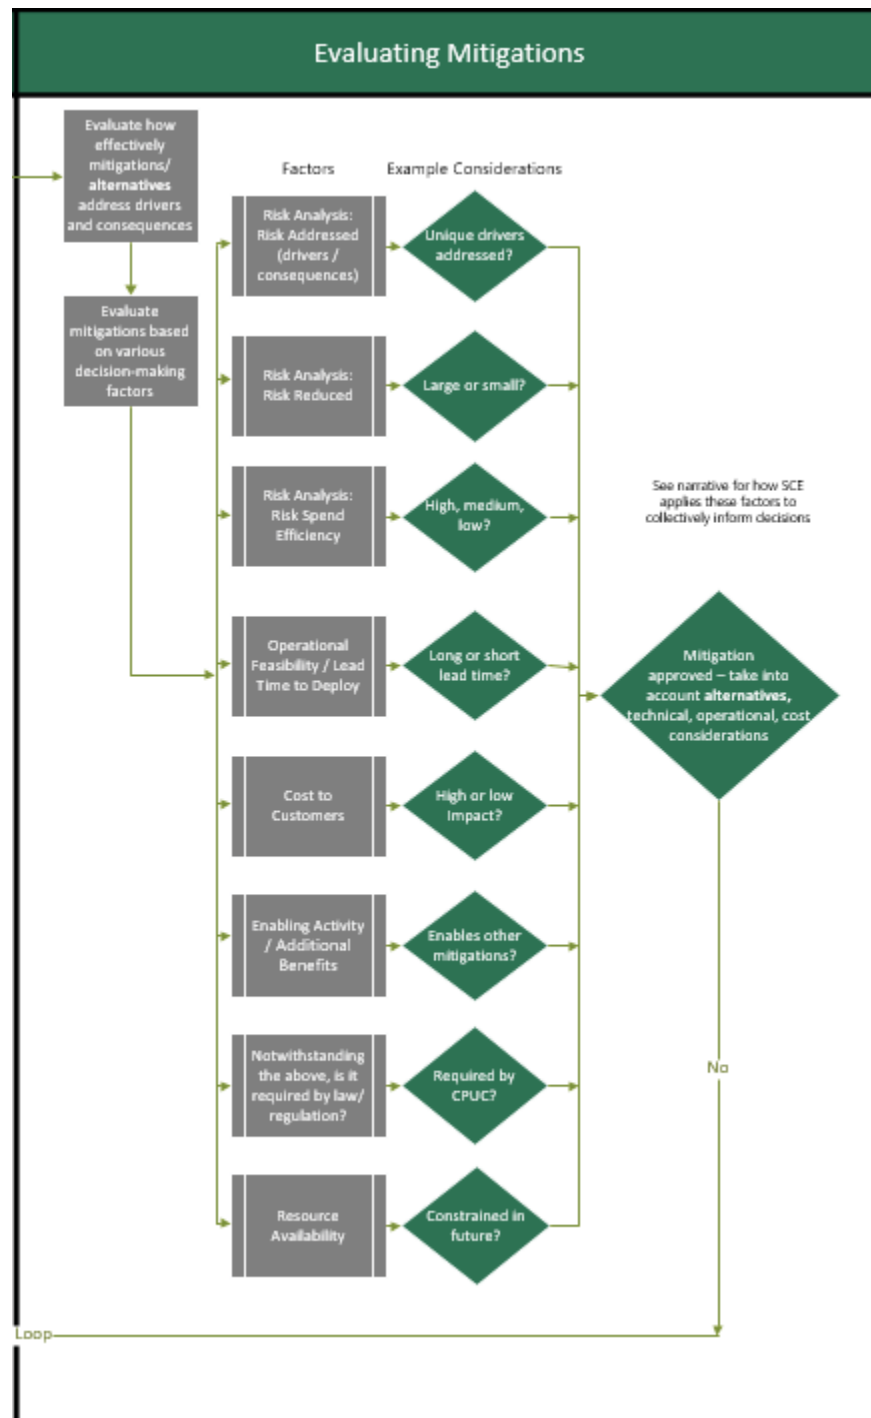 Evaluating Mitigations
Evaluate how
effectively
mitigations/
alternatives
address drivers
and consequences
Evaluate
mitigations based
on various
decision-making
factors
Factors
Example Considerations
Risk Analysis:
Risk Addressed
(drivers /
consequences)
Unique drivers
addressed?
Risk Analysis:
Risk Reduced
Large or small?
Risk Analysis:
Risk Spend
Efficiency
High, medium,
low?
Operational
Feasibility / Lead
Time to Deploy
Long or short
lead time?
Cost to
Customers
High or low
Impact?
Enabling Activity
/ Additional
Benefits
Enables other
mitigations?
Notwithstanding
the above, is it
required by law/
regulation?
Required by
CPUC?
Resource
Availability
Constrained in
future?
See narrative for how SCE
applies these factors to
collectively inform decisions
Mitigation
approved – take into
account alternatives,
technical, operational, cost
considerations
No
Loop